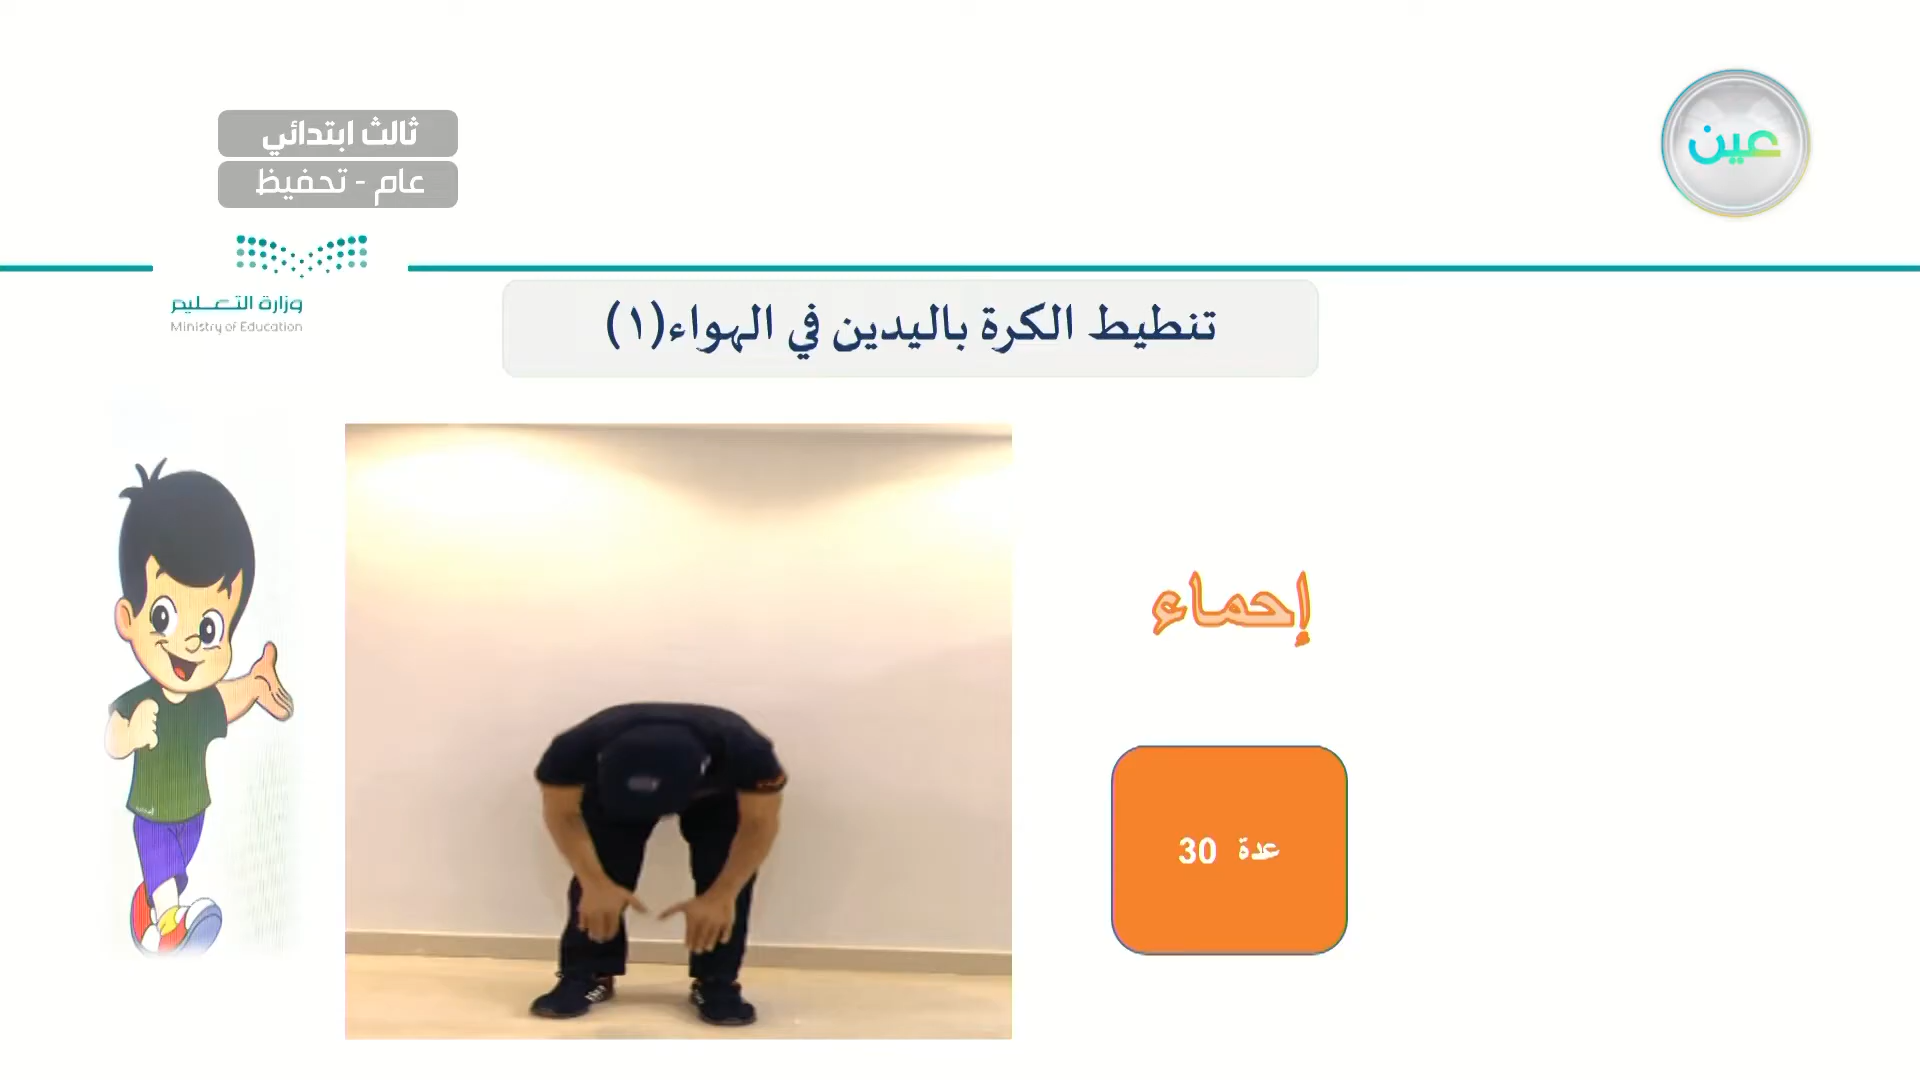 عين
ثالث ابتدائي
عام - تحفيظ
وزارة التعليم
Ministry of Education
تنطيط الكرة باليدين في الهواء(١)
إحماء
عدة 30